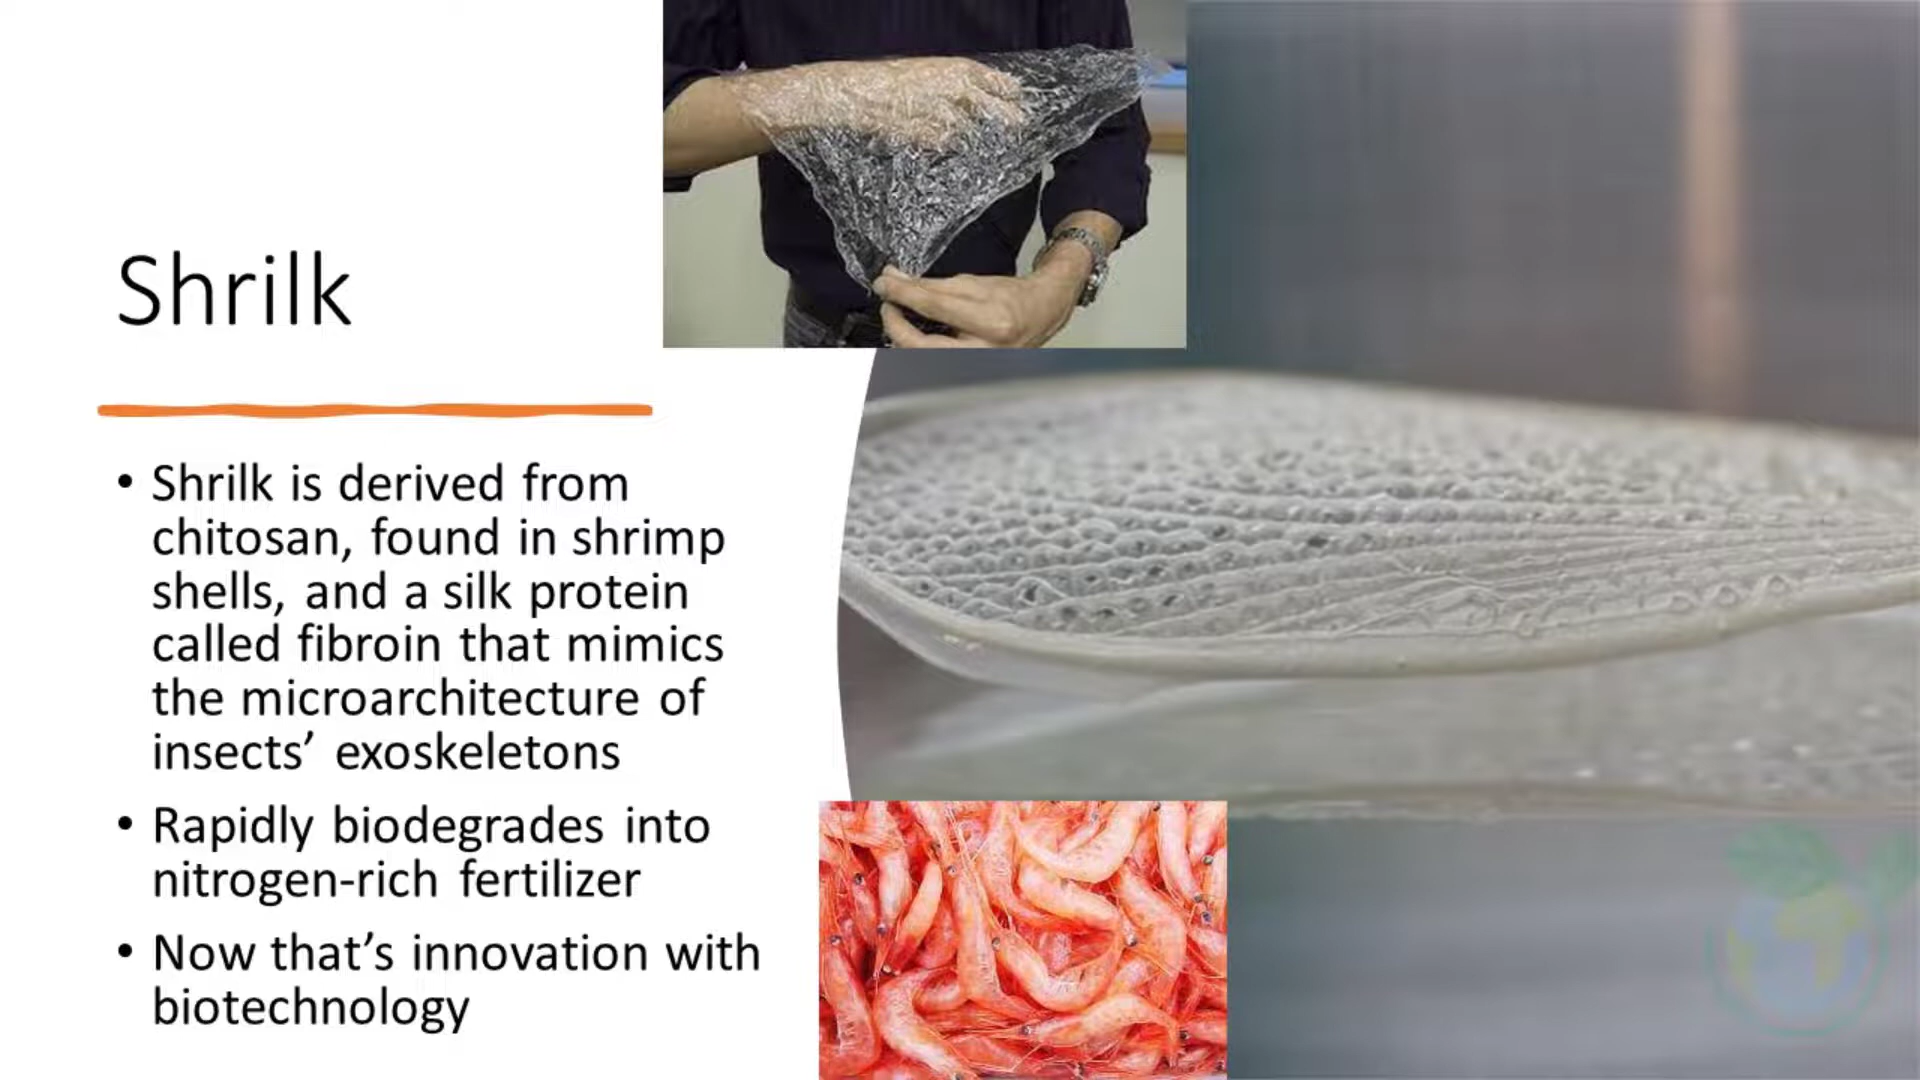 Shrilk
• Shrilk is derived from
chitosan, found in shrimp
shells, and a silk protein
called fibroin that mimics
the microarchitecture of
insects’ exoskeletons
• Rapidly biodegrades into
nitrogen-rich fertilizer
• Now that’s innovation with
biotechnology